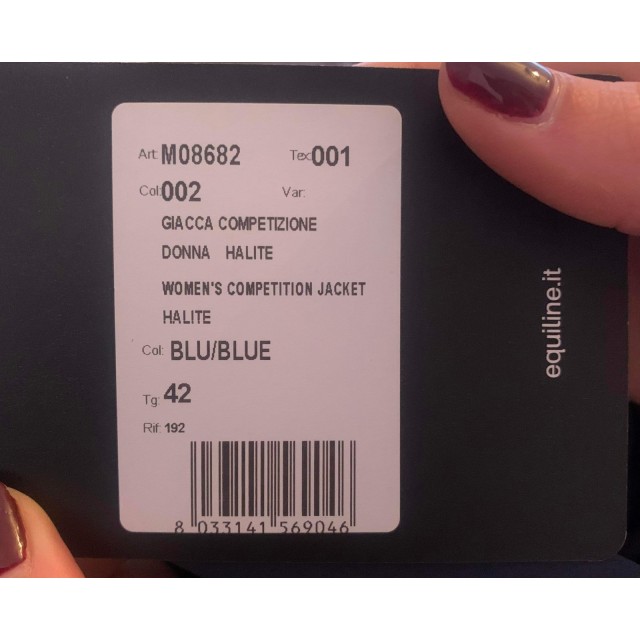 Art: M08682 Tex: 001
Col: 002 Var:
GIACCA COMPETIZIONE
DONNA HALITE
WOMEN'S COMPETITION JACKET
HALITE
Col: BLU/BLUE
Tg: 42
Rif: 192
8 033141 569046
equiline.it